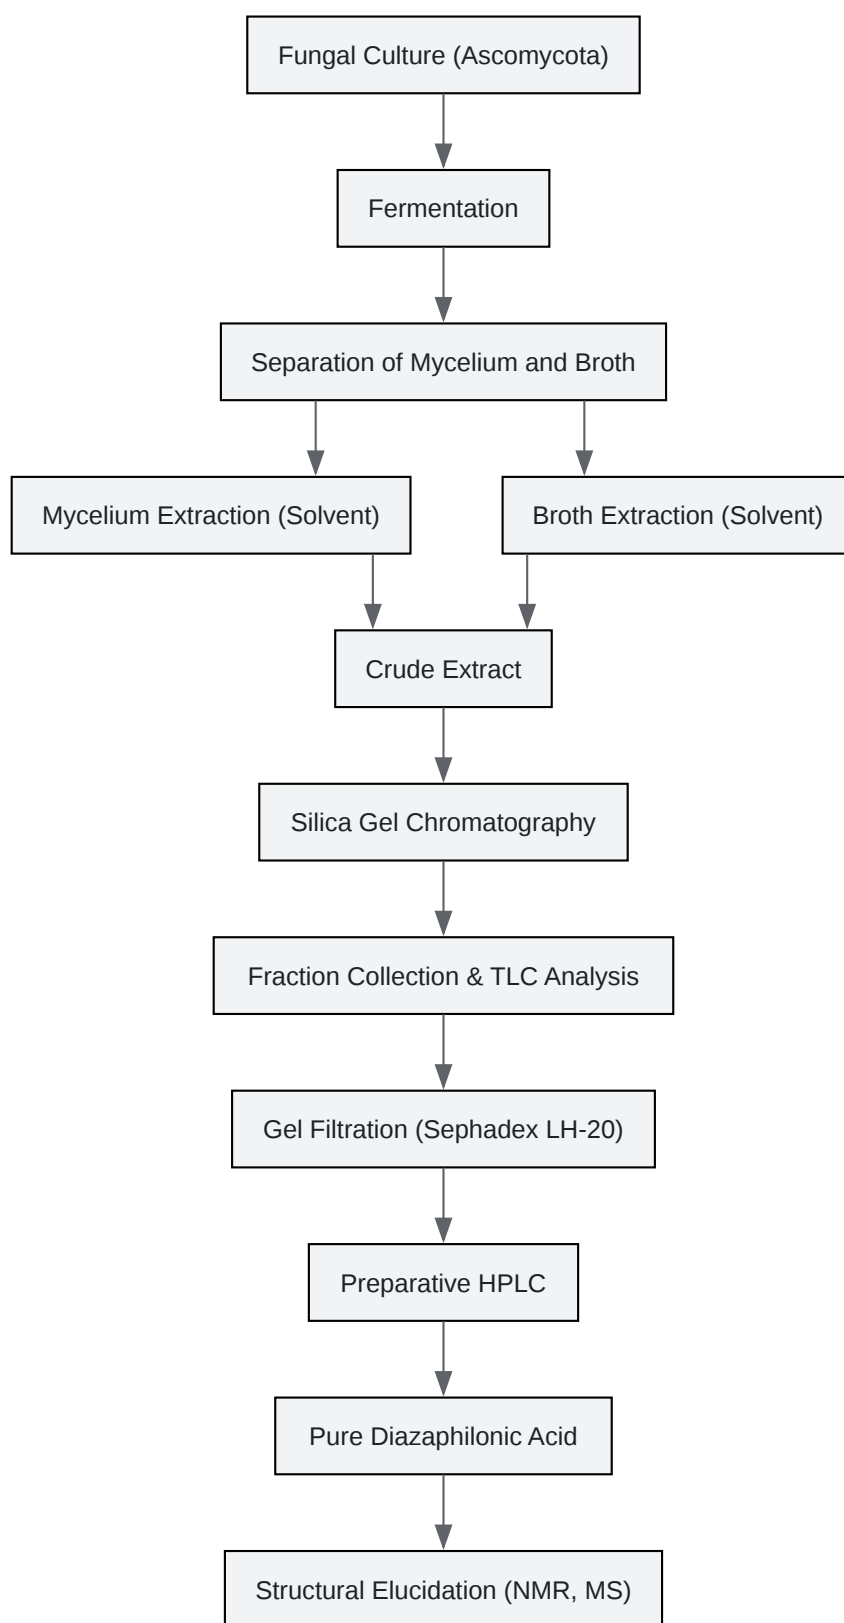 Fungal Culture (Ascomycota)
Fermentation
Separation of Mycelium and Broth
Mycelium Extraction (Solvent)
Broth Extraction (Solvent)
Crude Extract
Silica Gel Chromatography
Fraction Collection & TLC Analysis
Gel Filtration (Sephadex LH-20)
Preparative HPLC
Pure Diazaphilonic Acid
Structural Elucidation (NMR, MS)